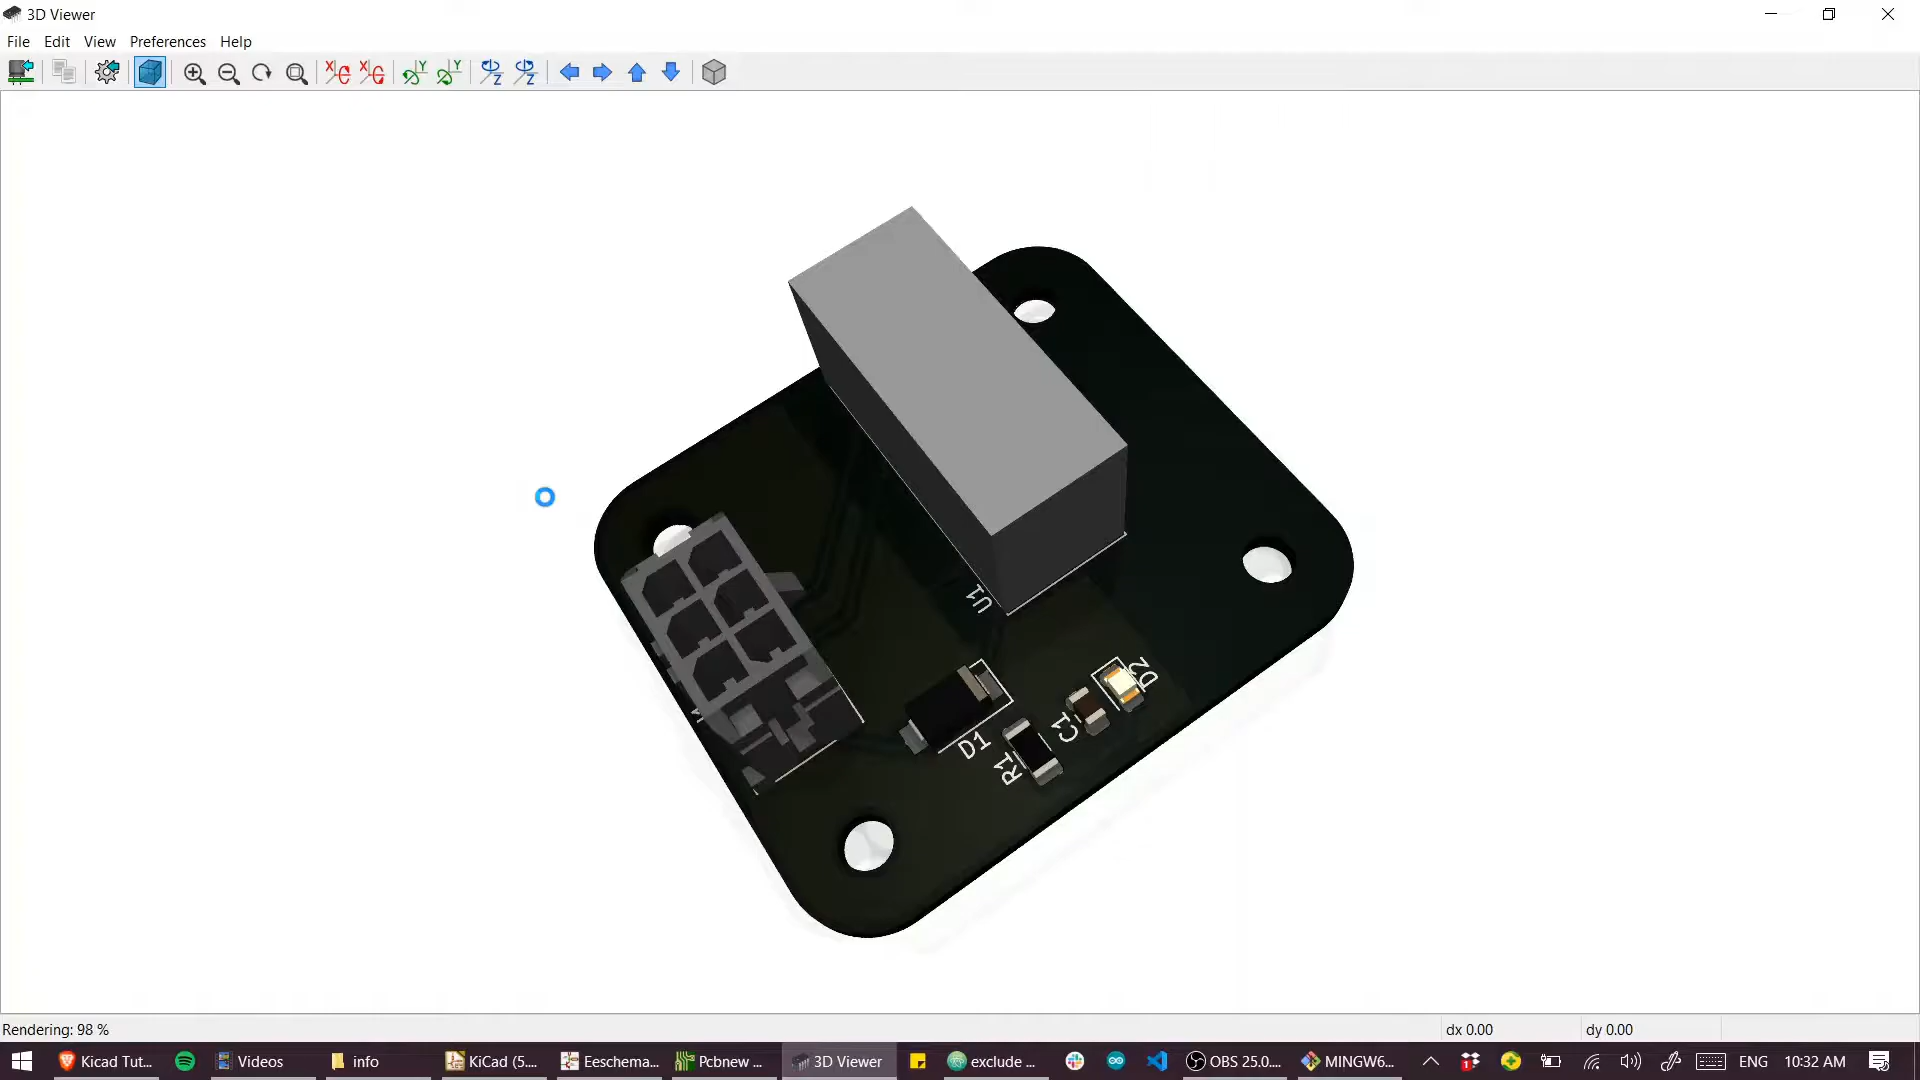 3D Viewer
File Edit View Preferences Help
U1
D2
C1
D1
R1
Rendering: 98 %
dx 0.00
dy 0.00
Kicad Tut...
Videos
info
KiCad (5....
Eeschema...
Pcbnew ...
3D Viewer
exclude ...
OBS 25.0....
MINGW6...
ENG
10:32 AM